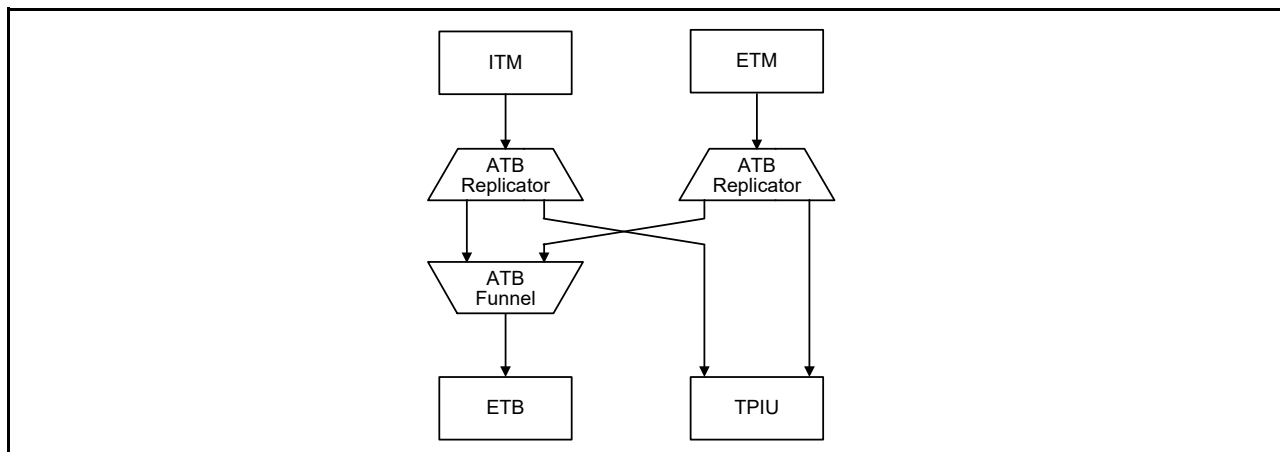 ITM
ETM
ATB
Replicator
ATB
Replicator
ATB
Funnel
ETB
TPIU